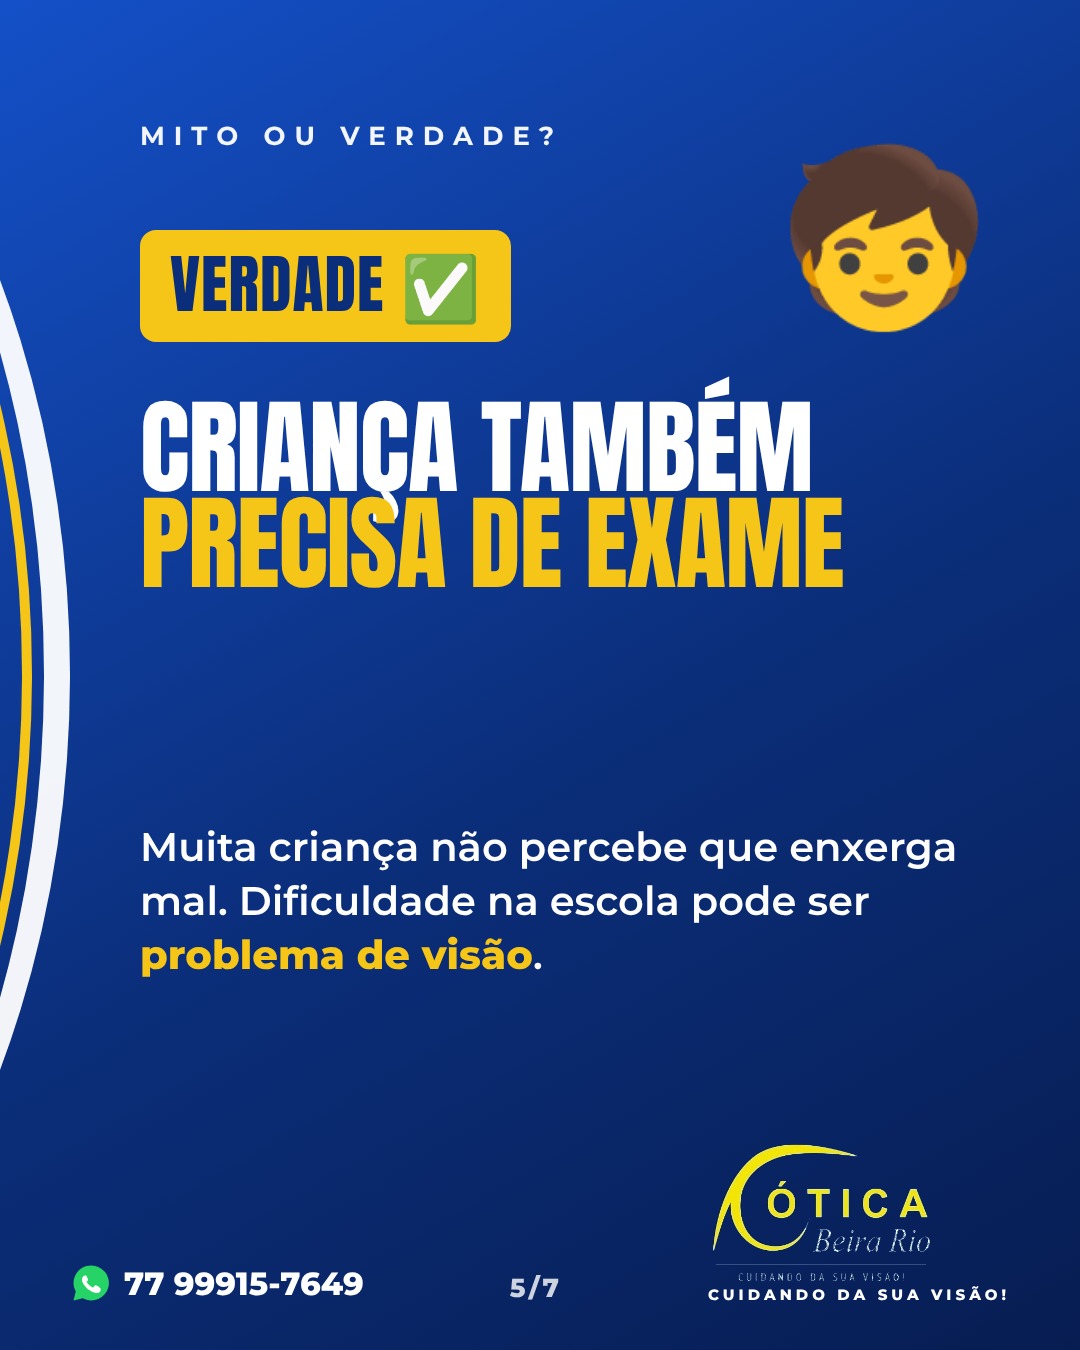 MITO OU VERDADE?
VERDADE ✅
CRIANÇA TAMBÉM
PRECISA DE EXAME
Muita criança não percebe que enxerga
mal. Dificuldade na escola pode ser
problema de visão.
ÓTICA
Beira Rio
CUIDANDO DA SUA VISÃO!
CUIDANDO DA SUA VISÃO!
77 99915-7649
5/7